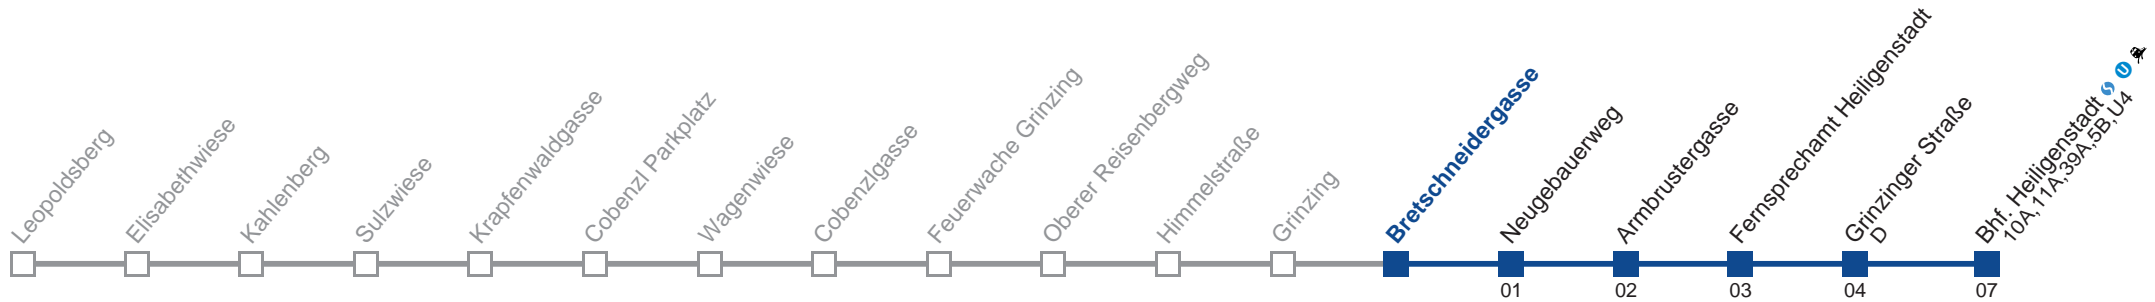 Leopoldsberg
Elisabethwiese
Kahlenberg
Sulzwiese
Krapfenwaldgasse
Cobenzl Parkplatz
Wagenwiese
Cobenzlgasse
Feuerwache Grinzing
Oberer Reisenbergweg
Himmelstraße
Grinzing
Bretschneidergasse
Neugebauerweg
Armbrustergasse
Fernsprechamt Heiligenstadt
Grinzinger Straße
D
Bhf. Heiligenstadt S U
10A,11A,39A,5B,U4
01
02
03
04
07